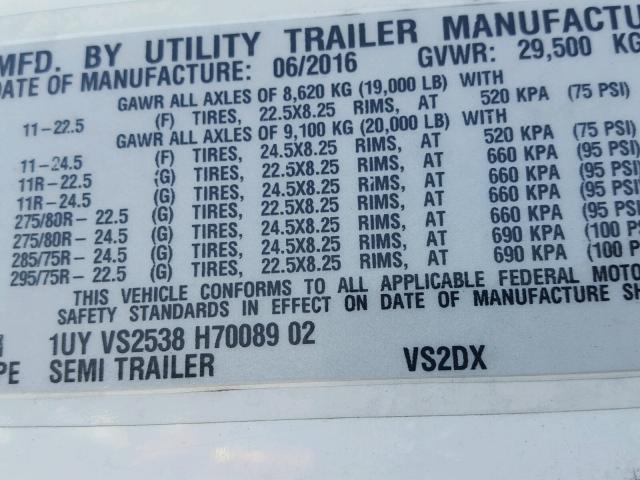 MFD. BY UTILITY TRAILER MANUFACTU
DATE OF MANUFACTURE: 06/2016 GVWR: 29,500 KG
GAWR ALL AXLES OF 8,620 KG (19,000 LB) WITH
11-22.5 (F) TIRES, 22.5X8.25 RIMS, AT 520 KPA (75 PSI)
GAWR ALL AXLES OF 9,100 KG (20,000 LB) WITH
11-24.5 (F) TIRES, 24.5X8.25 RIMS, AT 520 KPA (75 PSI)
11R-22.5 (G) TIRES, 22.5X8.25 RIMS, AT 660 KPA (95 PSI)
11R-24.5 (G) TIRES, 24.5X8.25 RIMS, AT 660 KPA (95 PSI)
275/80R-22.5 (G) TIRES, 22.5X8.25 RIMS, AT 660 KPA (95 PSI)
275/80R-24.5 (G) TIRES, 24.5X8.25 RIMS, AT 660 KPA (95 PSI
285/75R-24.5 (G) TIRES, 24.5X8.25 RIMS, AT 690 KPA (100 P
295/75R-22.5 (G) TIRES, 22.5X8.25 RIMS, AT 690 KPA (100 P
THIS VEHICLE CONFORMS TO ALL APPLICABLE FEDERAL MOTO
SAFETY STANDARDS IN EFFECT ON DATE OF MANUFACTURE SH
1UY VS2538 H70089 02
PE SEMI TRAILER VS2DX